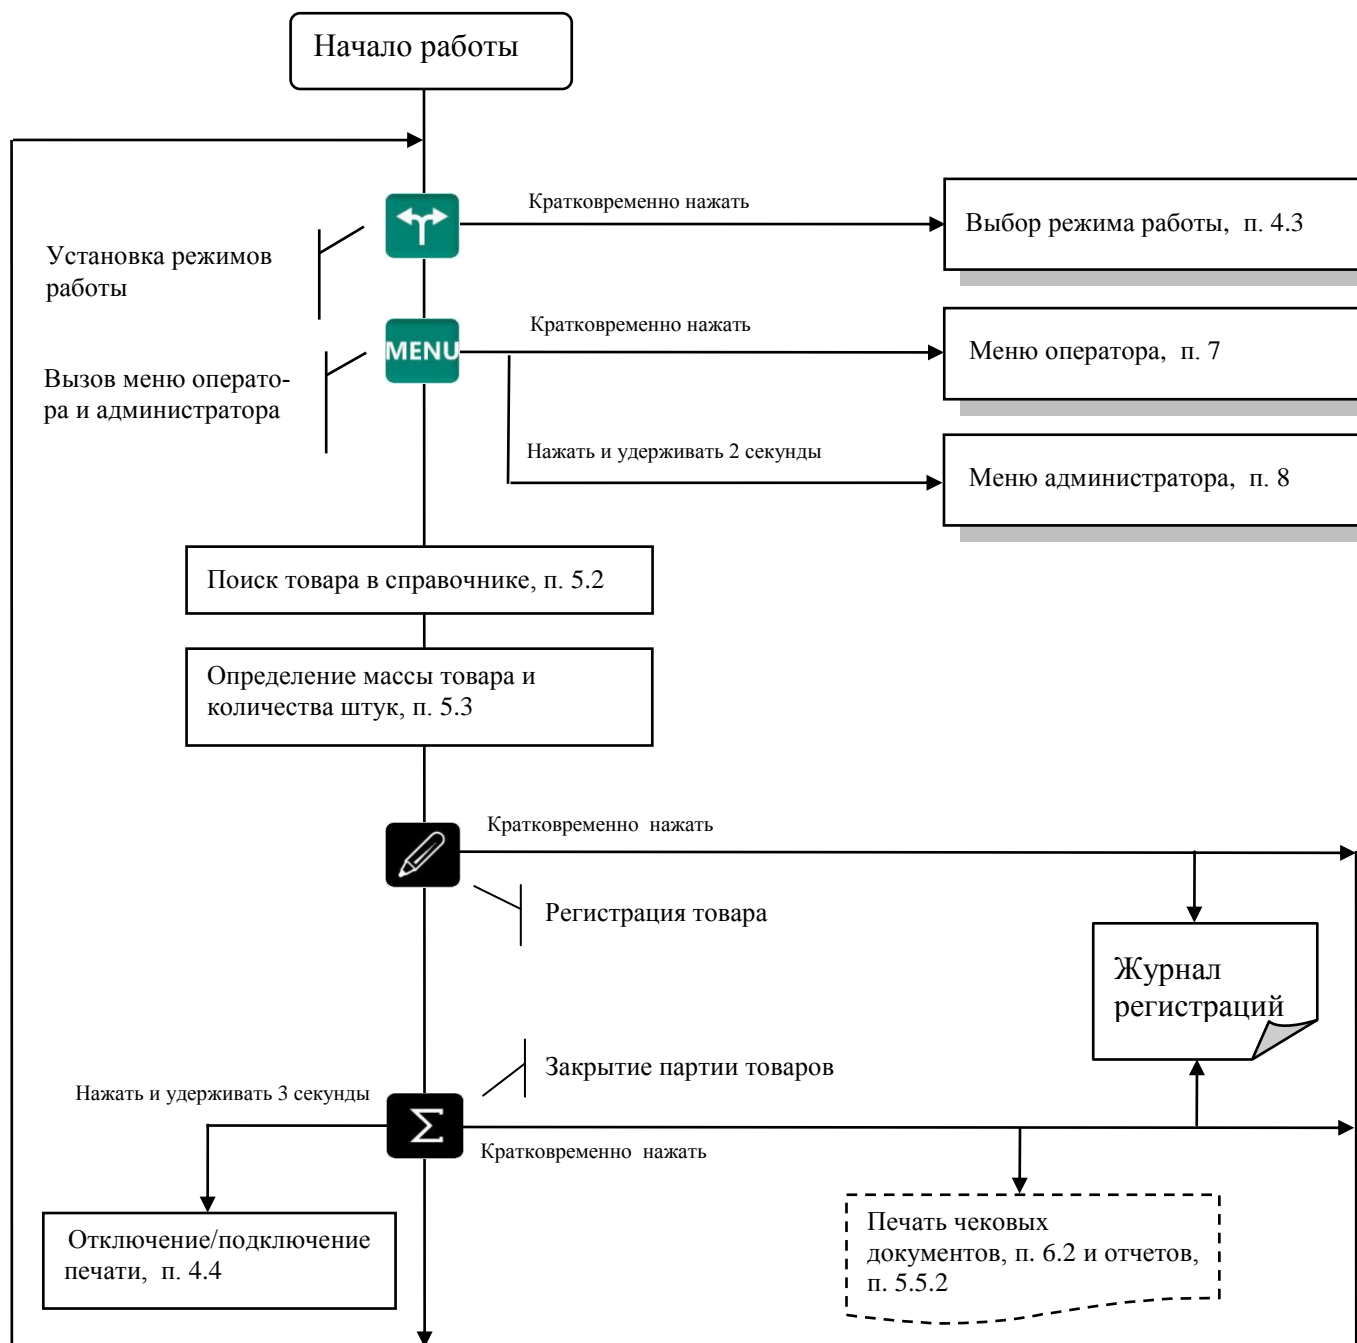 Начало работы
Кратковременно нажать
Выбор режима работы, п. 4.3
Установка режимов
работы
Кратковременно нажать
MENU
Меню оператора, п. 7
Вызов меню операто-
ра и администратора
Нажать и удерживать 2 секунды
Меню администратора, п. 8
Поиск товара в справочнике, п. 5.2
Определение массы товара и
количества штук, п. 5.3
Кратковременно нажать
Регистрация товара
Журнал
регистраций
Закрытие партии товаров
Нажать и удерживать 3 секунды
Σ
Кратковременно нажать
Отключение/подключение
печати, п. 4.4
Печать чековых
документов, п. 6.2 и отчетов,
п. 5.5.2